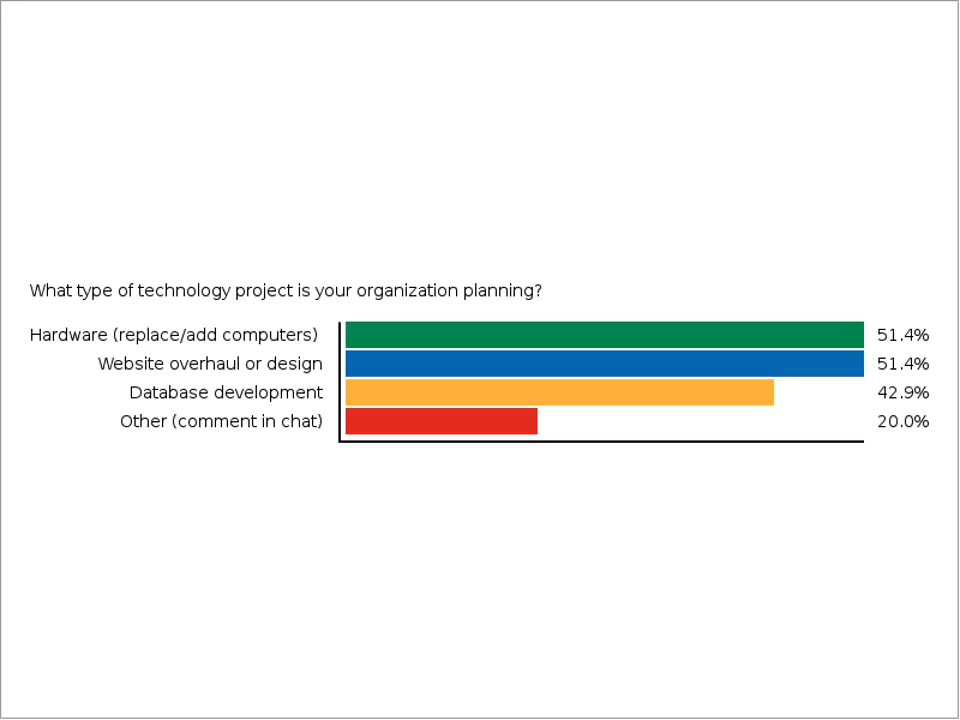 What type of technology project is your organization planning?
Hardware (replace/add computers) 51.4%
Website overhaul or design 51.4%
Database development 42.9%
Other (comment in chat) 20.0%